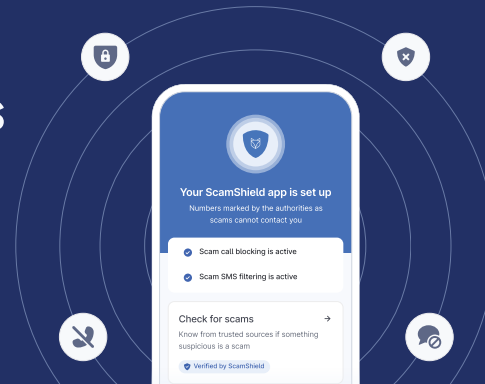 Your ScamShield app is set up
Numbers marked by the authorities as
scams cannot contact you
Scam call blocking is active
Scam SMS filtering is active
Check for scams →
Know from trusted sources if something
suspicious is a scam
Verified by ScamShield